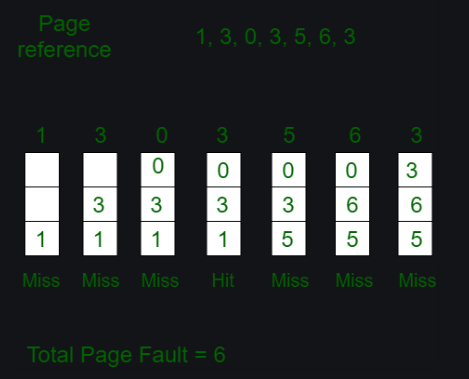 Page
reference
1, 3, 0, 3, 5, 6, 3
1 3 0 3 5 6 3
0 0 0 0 3
3 3 3 3 6 6
1 1 1 1 5 5 5
Miss Miss Miss Hit Miss Miss Miss
Total Page Fault = 6